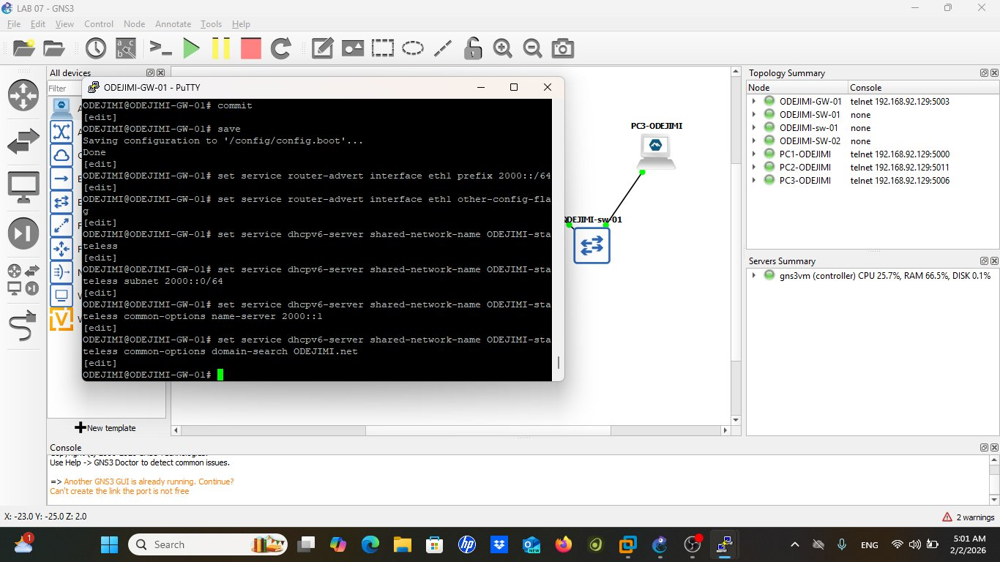 LAB 07 - GNS3
File Edit View Control Node Annotate Tools Help
All devices
Filter
ODEJIMI-GW-01 - PuTTY
ODEJIMI@ODEJIMI-GW-01# commit
[edit]
ODEJIMI@ODEJIMI-GW-01# save
Saving configuration to '/config/config.boot'...
Done
[edit]
ODEJIMI@ODEJIMI-GW-01# set service router-advert interface eth1 prefix 2000::/64
[edit]
ODEJIMI@ODEJIMI-GW-01# set service router-advert interface eth1 other-config-fla
g
[edit]
ODEJIMI@ODEJIMI-GW-01# set service dhcpv6-server shared-network-name ODEJIMI-sta
teless
[edit]
ODEJIMI@ODEJIMI-GW-01# set service dhcpv6-server shared-network-name ODEJIMI-sta
teless subnet 2000::0/64
[edit]
ODEJIMI@ODEJIMI-GW-01# set service dhcpv6-server shared-network-name ODEJIMI-sta
teless common-options name-server 2000::1
[edit]
ODEJIMI@ODEJIMI-GW-01# set service dhcpv6-server shared-network-name ODEJIMI-sta
teless common-options domain-search ODEJIMI.net
[edit]
ODEJIMI@ODEJIMI-GW-01#
New template
PC3-ODEJIMI
ODEJIMI-sw-01
Topology Summary
Node Console
ODEJIMI-GW-01 telnet 192.168.92.129:5003
ODEJIMI-SW-01 none
ODEJIMI-sw-01 none
ODEJIMI-SW-02 none
PC1-ODEJIMI telnet 192.168.92.129:5000
PC2-ODEJIMI telnet 192.168.92.129:5011
PC3-ODEJIMI telnet 192.168.92.129:5006
Servers Summary
gns3vm (controller) CPU 25.7%, RAM 66.5%, DISK 0.1%
Console
Use Help -> GNS3 Doctor to detect common issues.
=> Another GNS3 GUI is already running. Continue?
Can't create the link the port is not free
X: -23.0 Y: -25.0 Z: 2.0
2 warnings
1
Search
hp
NEW
ENG
5:01 AM
2/2/2026